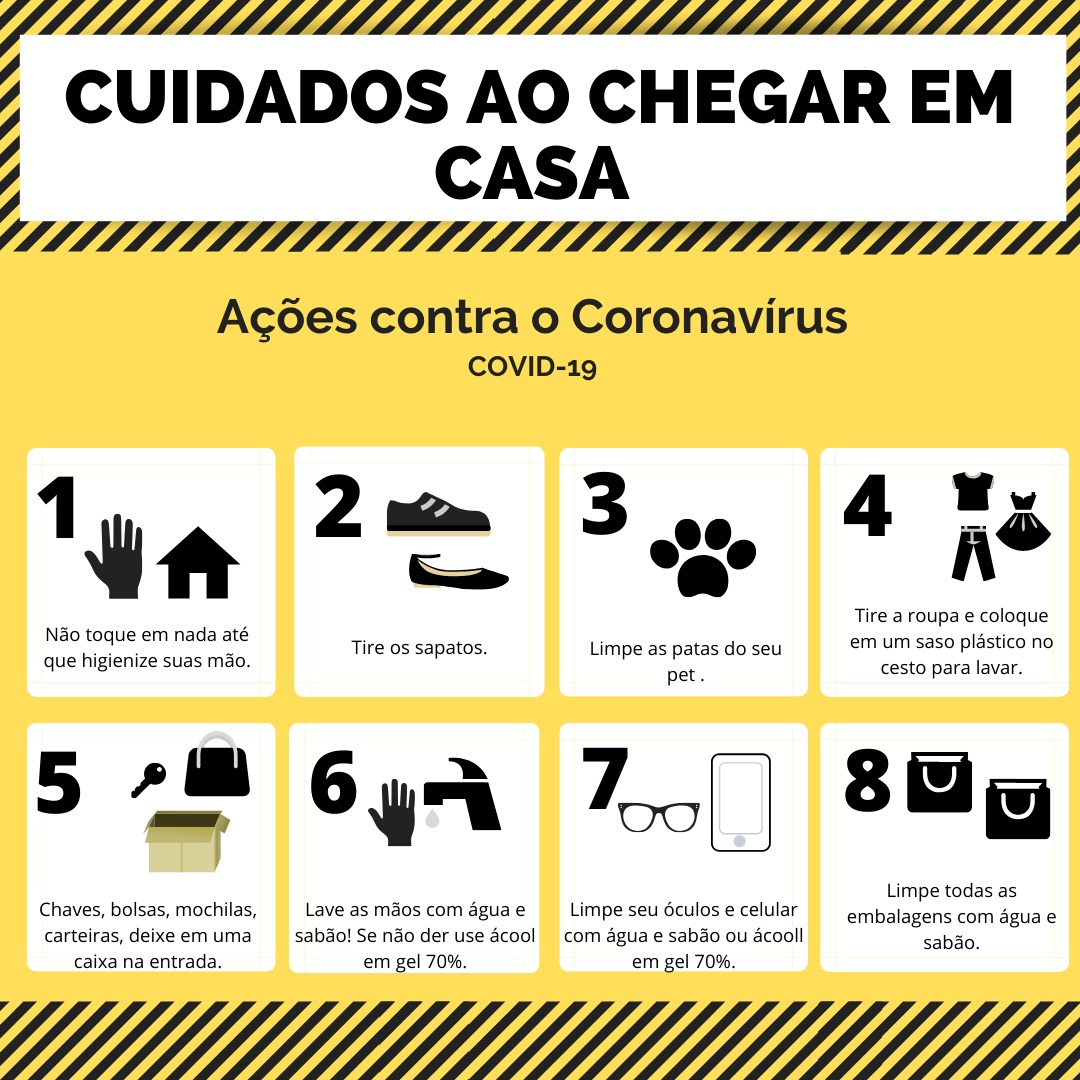 CUIDADOS AO CHEGAR EM
CASA
Ações contra o Coronavírus
COVID-19
1
Não toque em nada até
que higienize suas mão.
2
Tire os sapatos.
3
Limpe as patas do seu
pet .
4
Tire a roupa e coloque
em um saso plástico no
cesto para lavar.
5
Chaves, bolsas, mochilas,
carteiras, deixe em uma
caixa na entrada.
6
Lave as mãos com água e
sabão! Se não der use ácool
em gel 70%.
7
Limpe seu óculos e celular
com água e sabão ou ácooll
em gel 70%.
8
Limpe todas as
embalagens com água e
sabão.